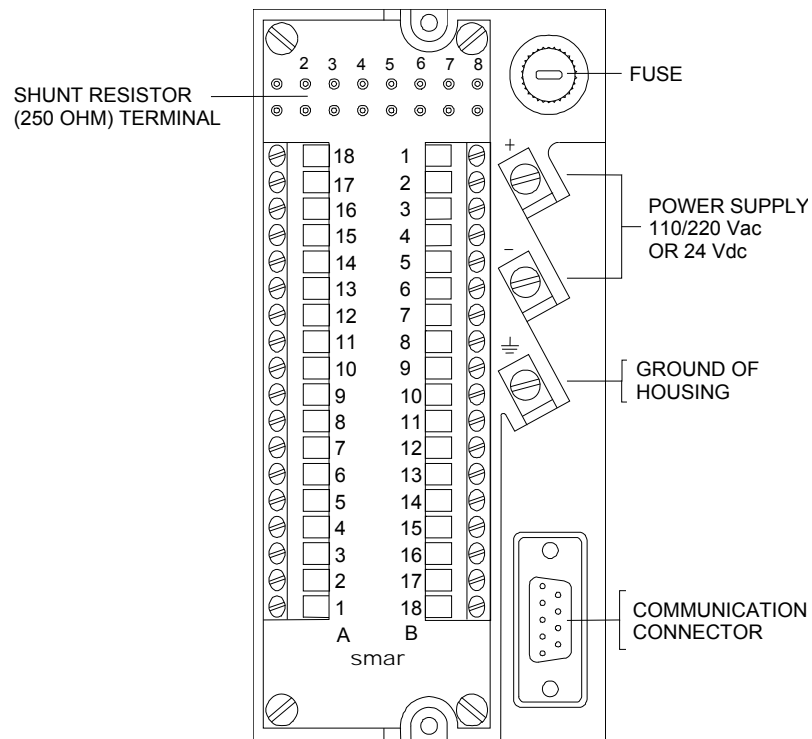 2 3 4 5 6 7 8
FUSE
SHUNT RESISTOR
(250 OHM) TERMINAL
+
18 1
17 2
16 3
15 4
14 5
13 6
12 7
11 8
10 9
9 10
8 11
7 12
6 13
5 14
4 15
3 16
2 17
1 18
A B
smar
POWER SUPPLY
110/220 Vac
OR 24 Vdc
–
GROUND OF
HOUSING
COMMUNICATION
CONNECTOR